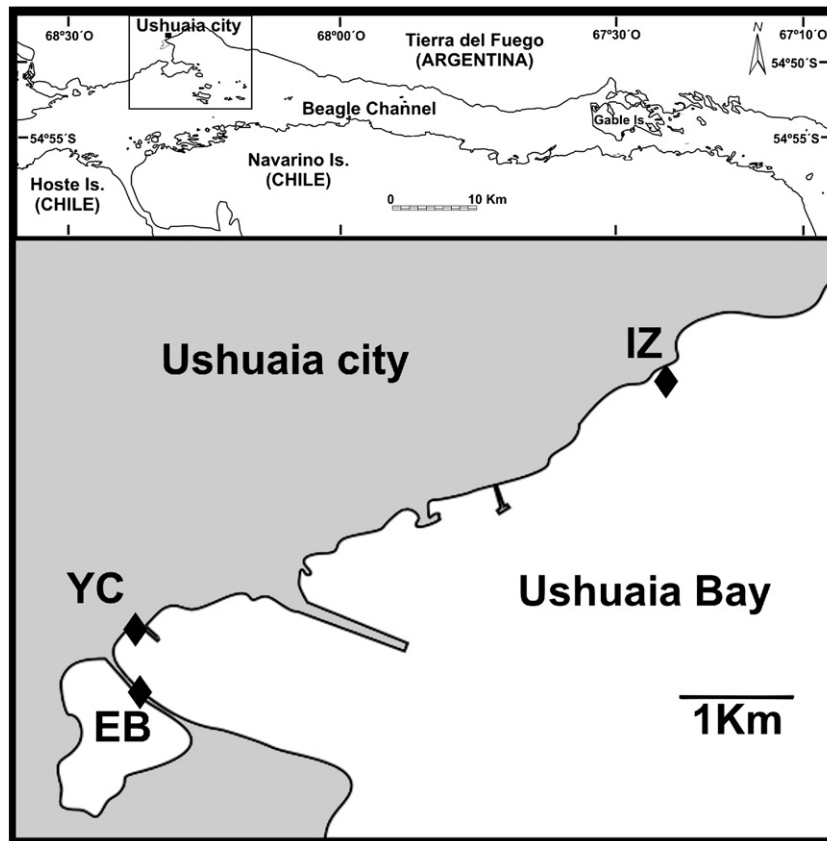 68°30´O
Ushuaia city
68°00´O
Tierra del Fuego
(ARGENTINA)
67°30´O
67°10´O
N
54°50´S
Beagle Channel
Gable Is.
54°55´S
54°55´S
Navarino Is.
(CHILE)
Hoste Is.
(CHILE)
0
10 Km
Ushuaia city
IZ
YC
Ushuaia Bay
EB
1Km